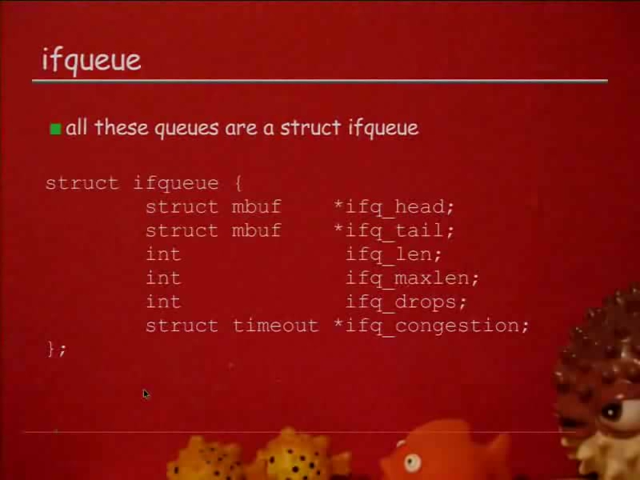 ifqueue
all these queues are a struct ifqueue
struct ifqueue {
struct mbuf *ifq_head;
struct mbuf *ifq_tail;
int ifq_len;
int ifq_maxlen;
int ifq_drops;
struct timeout *ifq_congestion;
};